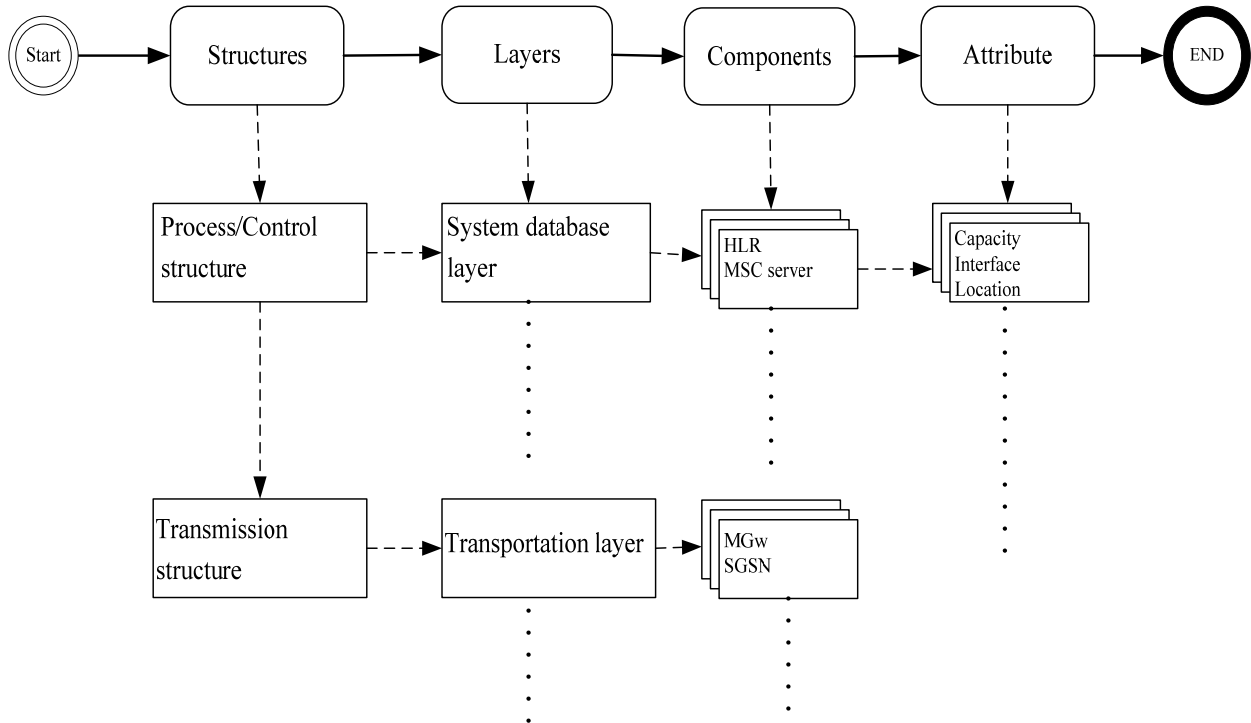 Start
Structures
Layers
Components
Attribute
END
Process/Control
structure
System database
layer
HLR
MSC server
Capacity
Interface
Location
Transmission
structure
Transportation layer
MGw
SGSN